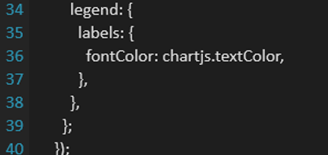 34 legend: {
35 labels: {
36 fontColor: chartjs.textColor,
37 },
38 },
39 };
40 });